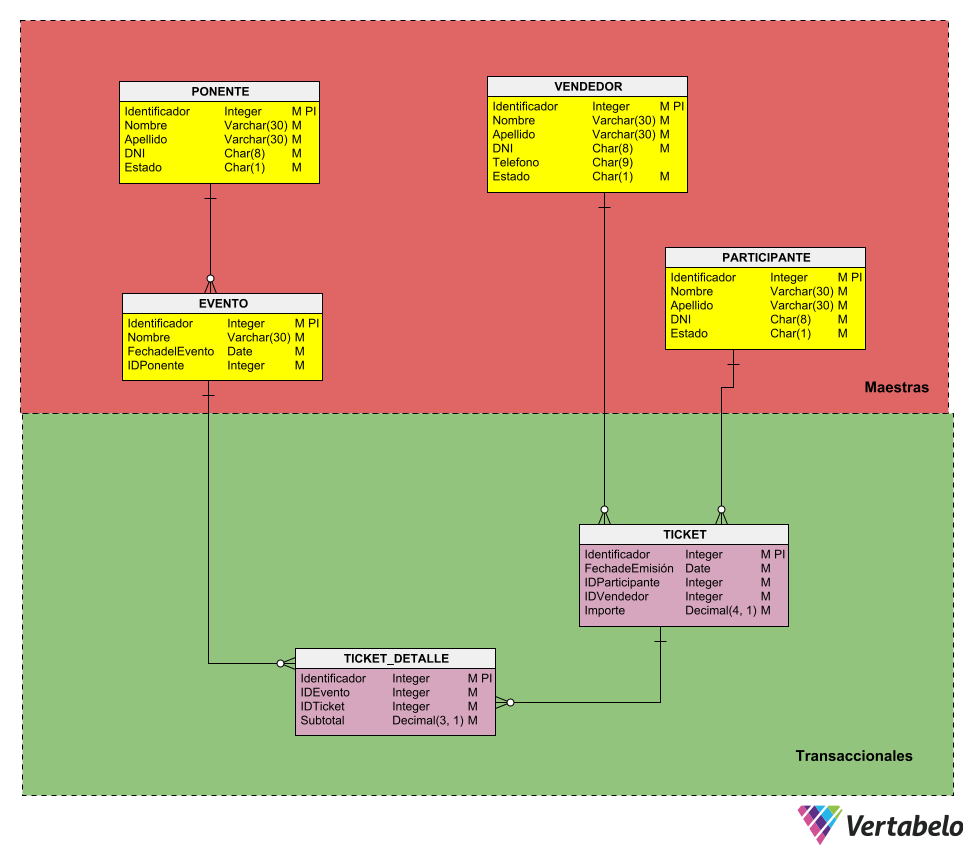 PONENTE
Identificador Integer M PI
Nombre Varchar(30) M
Apellido Varchar(30) M
DNI Char(8) M
Estado Char(1) M
VENDEDOR
Identificador Integer M PI
Nombre Varchar(30) M
Apellido Varchar(30) M
DNI Char(8) M
Telefono Char(9)
Estado Char(1) M
PARTICIPANTE
Identificador Integer M PI
Nombre Varchar(30) M
Apellido Varchar(30) M
DNI Char(8) M
Estado Char(1) M
EVENTO
Identificador Integer M PI
Nombre Varchar(30) M
FechadelEvento Date M
IDPonente Integer M
Maestras
TICKET
Identificador Integer M PI
FechadeEmisión Date M
IDParticipante Integer M
IDVendedor Integer M
Importe Decimal(4, 1) M
TICKET_DETALLE
Identificador Integer M PI
IDEvento Integer M
IDTicket Integer M
Subtotal Decimal(3, 1) M
Transaccionales
Vertabelo